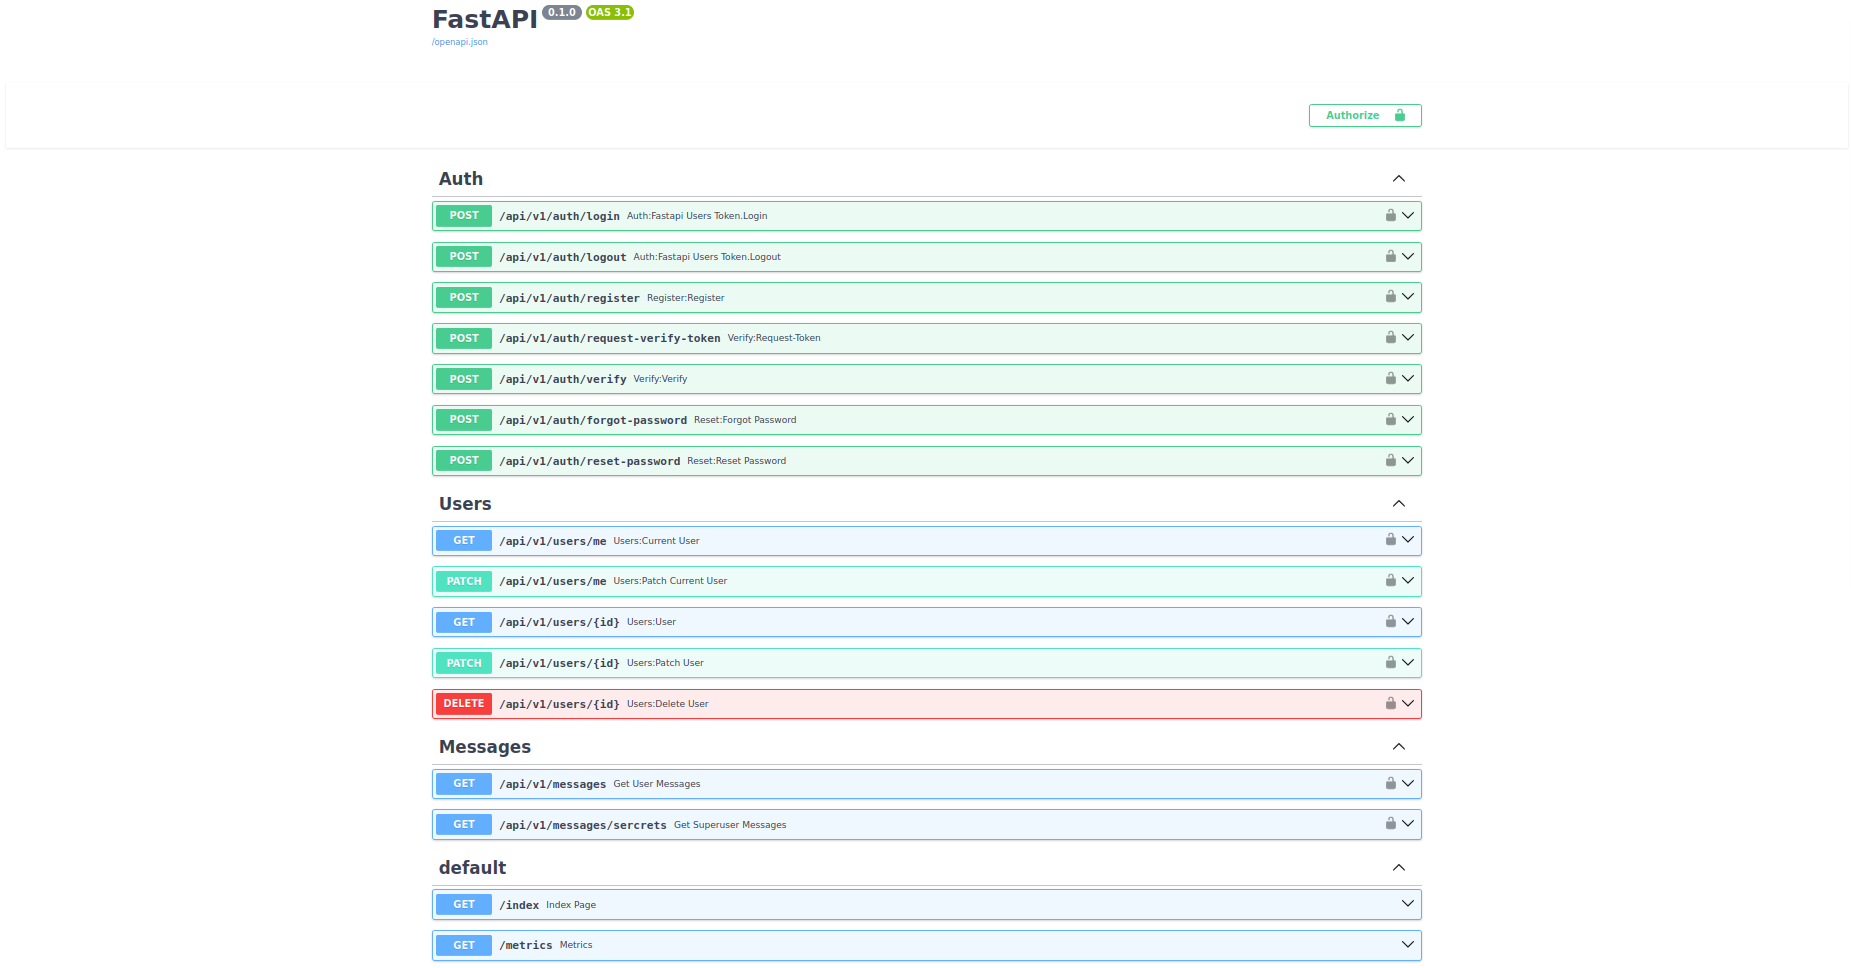 FastAPI 0.1.0 OAS 3.1
/openapi.json
Authorize
Auth
POST /api/v1/auth/login Auth:Fastapi Users Token.Login
POST /api/v1/auth/logout Auth:Fastapi Users Token.Logout
POST /api/v1/auth/register Register:Register
POST /api/v1/auth/request-verify-token Verify:Request-Token
POST /api/v1/auth/verify Verify:Verify
POST /api/v1/auth/forgot-password Reset:Forgot Password
POST /api/v1/auth/reset-password Reset:Reset Password
Users
GET /api/v1/users/me Users:Current User
PATCH /api/v1/users/me Users:Patch Current User
GET /api/v1/users/{id} Users:User
PATCH /api/v1/users/{id} Users:Patch User
DELETE /api/v1/users/{id} Users:Delete User
Messages
GET /api/v1/messages Get User Messages
GET /api/v1/messages/sercrets Get Superuser Messages
default
GET /index Index Page
GET /metrics Metrics